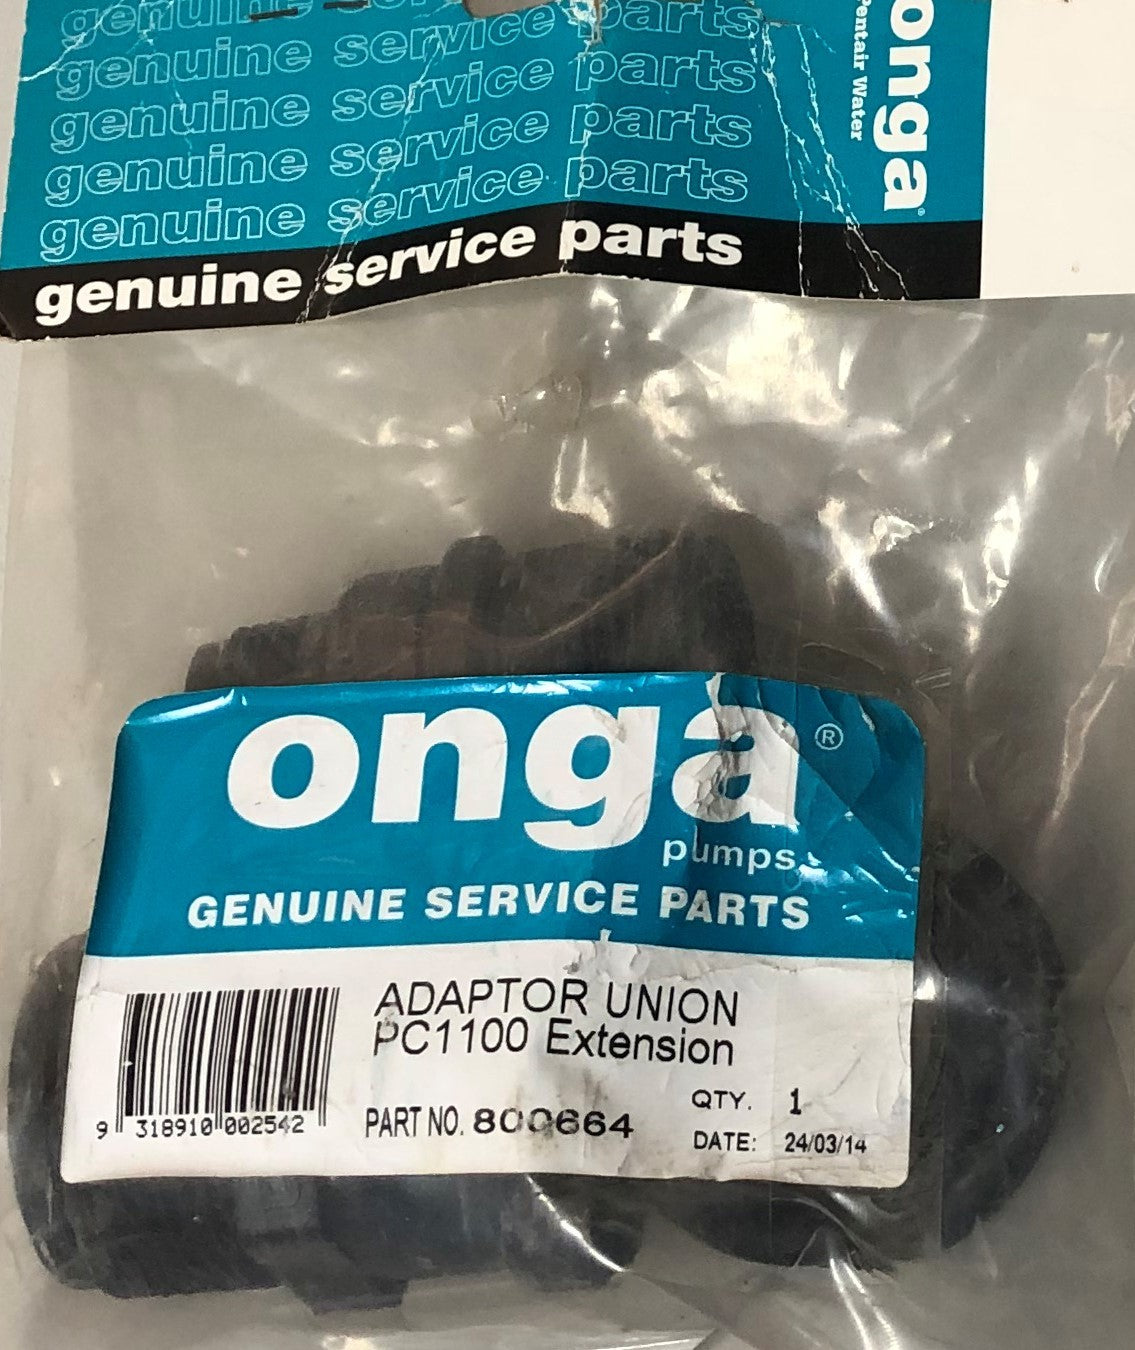 genuine service parts
genuine service parts
genuine service parts
genuine service parts
genuine service parts
genuine service parts
onga®
Pentair Water
onga®
pumps
GENUINE SERVICE PARTS
ADAPTOR UNION
PC1100 Extension
PART NO. 800664
QTY. 1
DATE: 24/03/14
9 318910 002542